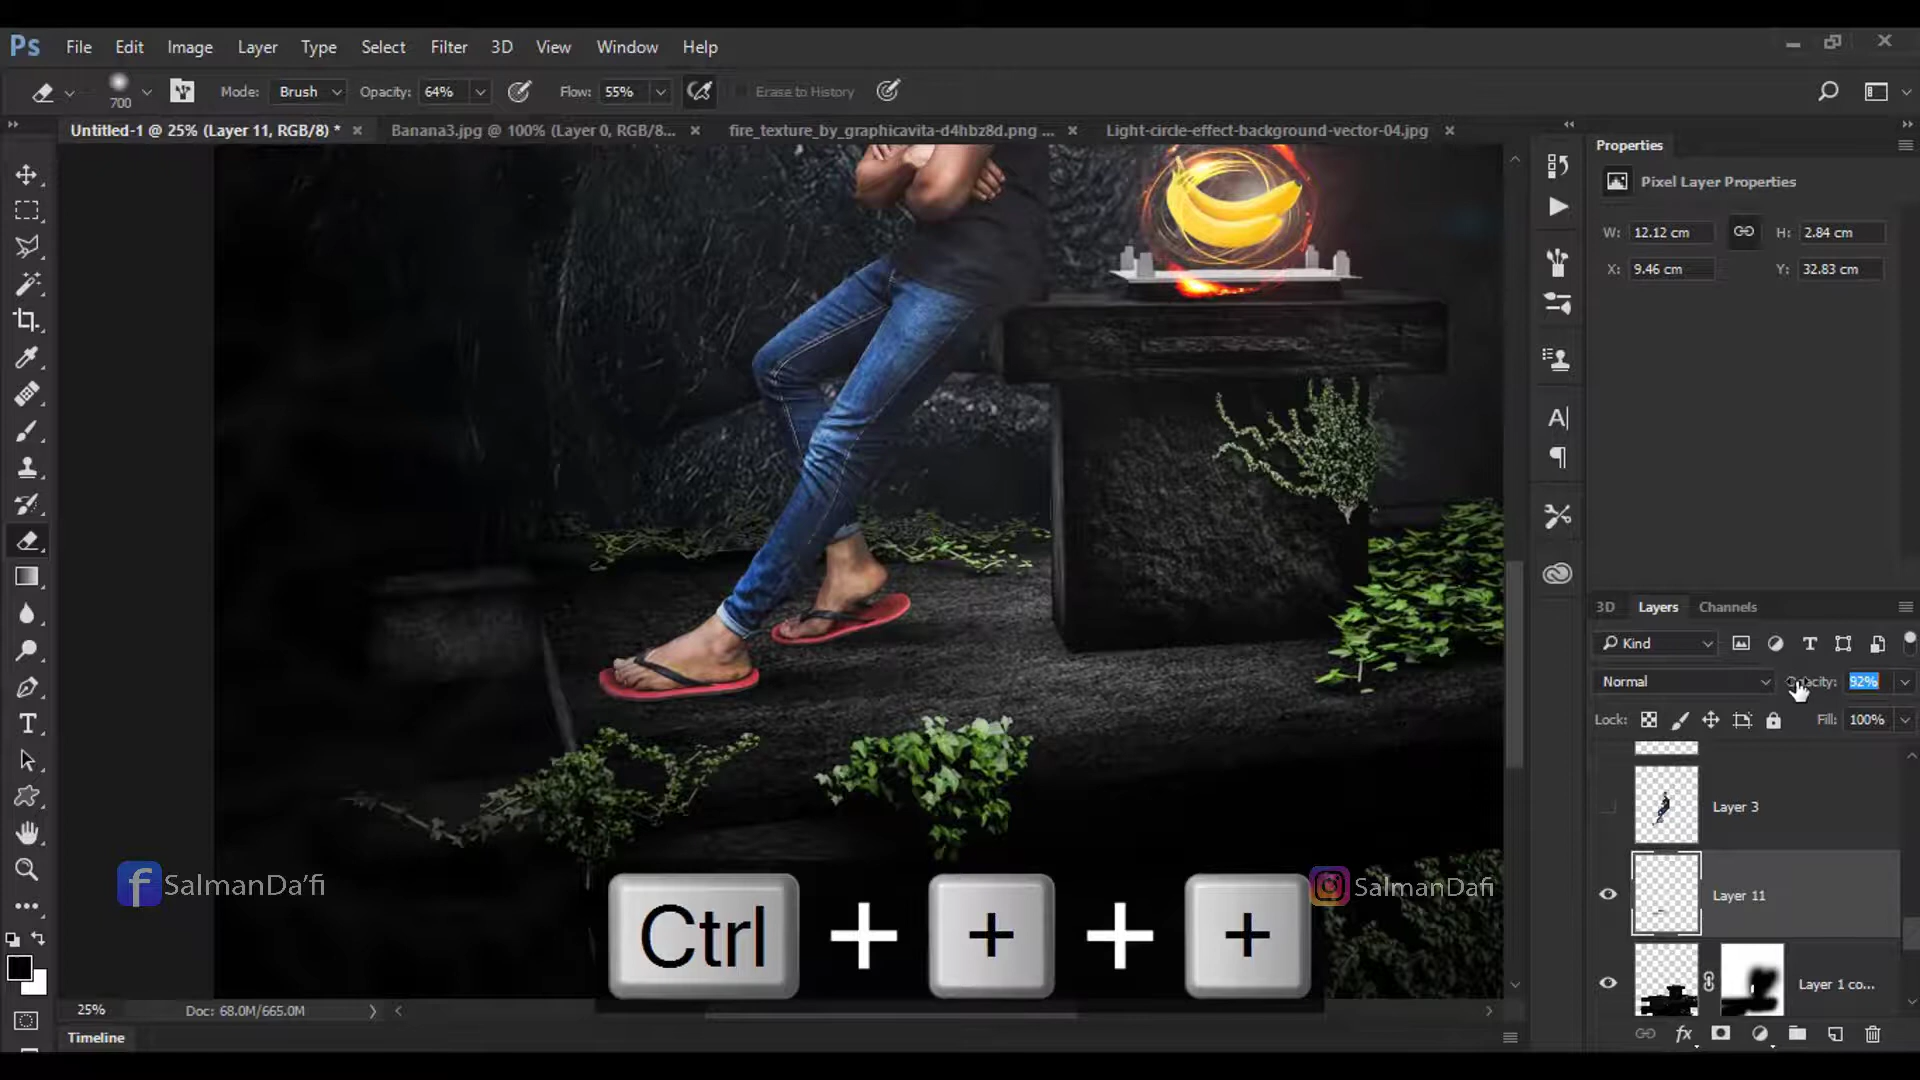 Ps File Edit Image Layer Type Select Filter 3D View Window Help
700 Mode: Brush Opacity: 64% Flow: 55% Erase to History
Untitled-1 @ 25% (Layer 11, RGB/8) * Banana3.jpg @ 100% (Layer 0, RGB/8... fire_texture_by_graphicavita-d4hbz8d.png ... Light-circle-effect-background-vector-04.jpg
Properties
Pixel Layer Properties
W: 12.12 cm H: 2.84 cm
X: 9.46 cm Y: 32.83 cm
3D Layers Channels
Kind
Normal Opacity: 92%
Lock: Fill: 100%
Layer 3
Layer 11
Layer 1 co...
SalmanDa'fi
SalmanDafi
Ctrl + + + +
25% Doc: 68.0M/665.0M
Timeline